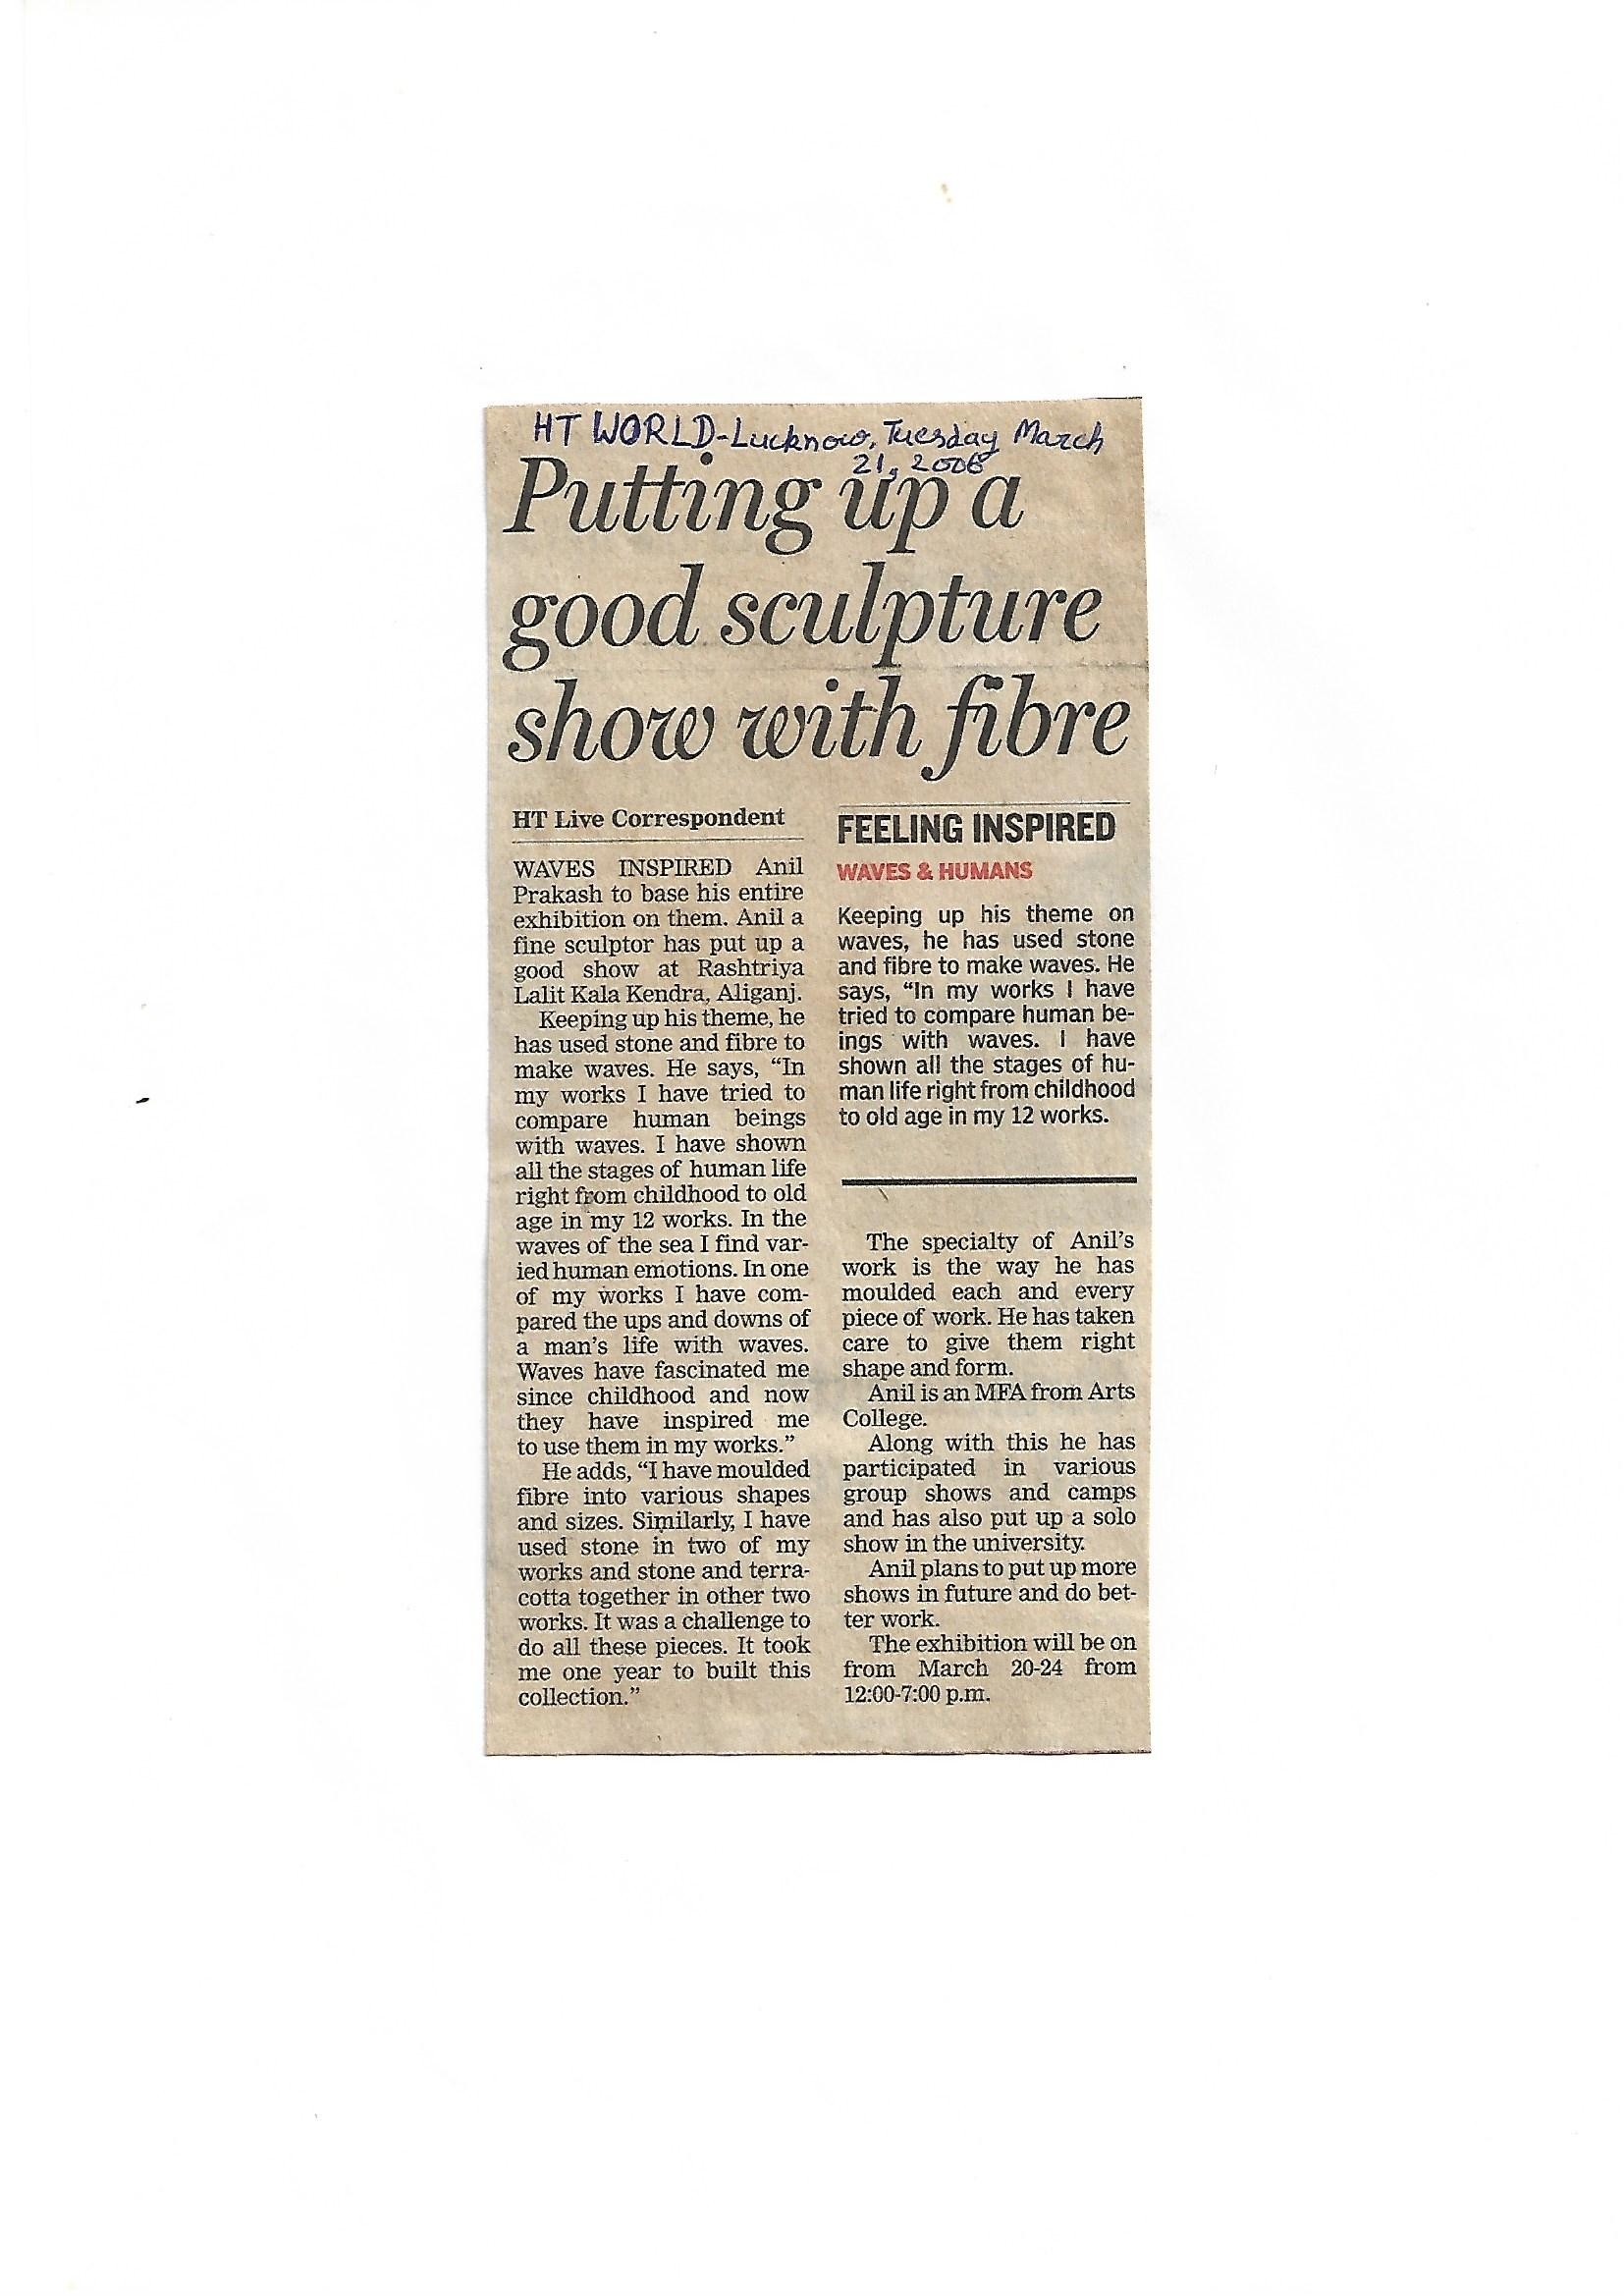 HT WORLD-Lucknow, Tuesday March
21, 2006
Putting up a
good sculpture
show with fibre
HT Live Correspondent
WAVES INSPIRED Anil
Prakash to base his entire
exhibition on them. Anil a
fine sculptor has put up a
good show at Rashtriya
Lalit Kala Kendra, Aliganj.
Keeping up his theme, he
has used stone and fibre to
make waves. He says, “In
my works I have tried to
compare human beings
with waves. I have shown
all the stages of human life
right from childhood to old
age in my 12 works. In the
waves of the sea I find var-
ied human emotions. In one
of my works I have com-
pared the ups and downs of
a man’s life with waves.
Waves have fascinated me
since childhood and now
they have inspired me
to use them in my works.”
He adds, “I have moulded
fibre into various shapes
and sizes. Similarly, I have
used stone in two of my
works and stone and terra-
cotta together in other two
works. It was a challenge to
do all these pieces. It took
me one year to built this
collection.”
FEELING INSPIRED
WAVES & HUMANS
Keeping up his theme on
waves, he has used stone
and fibre to make waves. He
says, “In my works I have
tried to compare human be-
ings with waves. I have
shown all the stages of hu-
man life right from childhood
to old age in my 12 works.
The specialty of Anil’s
work is the way he has
moulded each and every
piece of work. He has taken
care to give them right
shape and form.
Anil is an MFA from Arts
College.
Along with this he has
participated in various
group shows and camps
and has also put up a solo
show in the university.
Anil plans to put up more
shows in future and do bet-
ter work.
The exhibition will be on
from March 20-24 from
12:00-7:00 p.m.